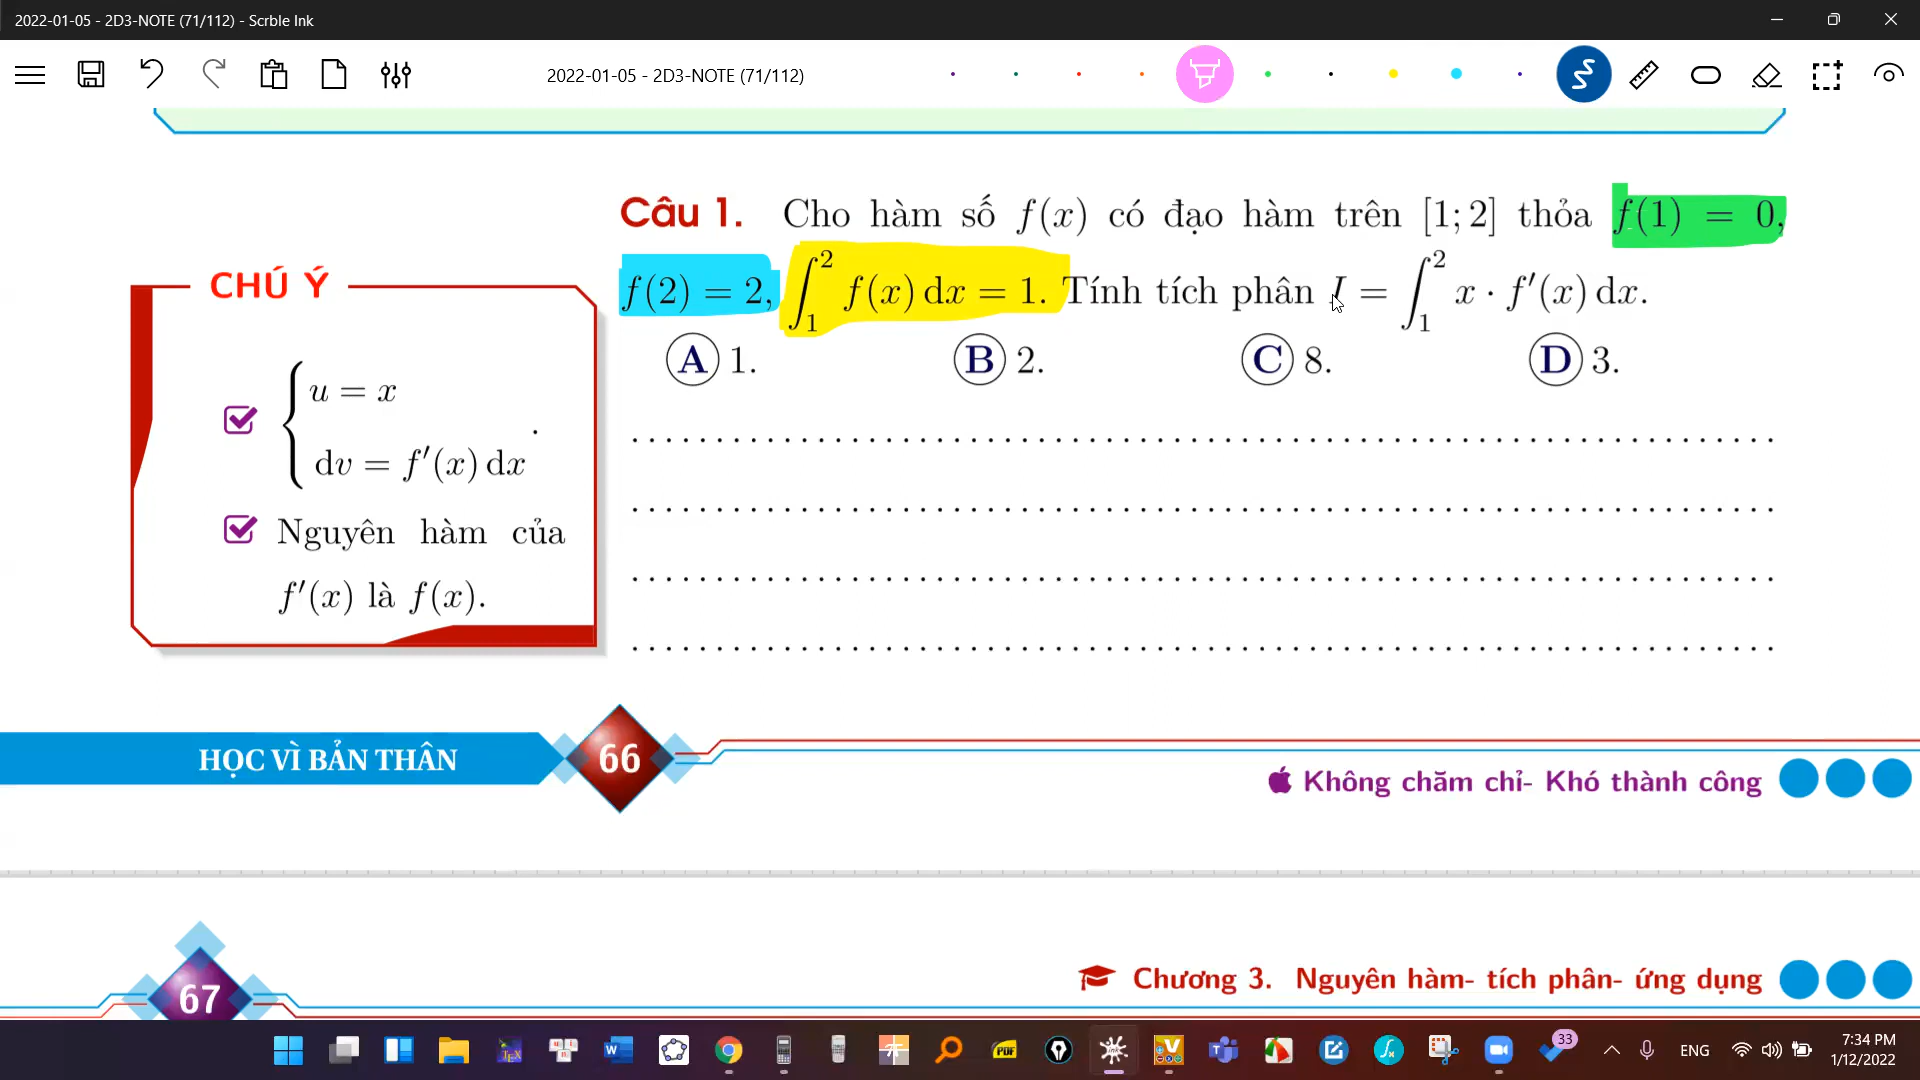 2022-01-05 - 2D3-NOTE (71/112) - Scrble Ink
2022-01-05 - 2D3-NOTE (71/112)
Câu 1. Cho hàm số f(x) có đạo hàm trên [1; 2] thỏa f(1) = 0,
f(2) = 2, ∫₁² f(x) dx = 1. Tính tích phân I = ∫₁² x · f′(x) dx.
A 1. B 2. C 8. D 3.
CHÚ Ý
{ u = x
dv = f′(x) dx .
Nguyên hàm của
f′(x) là f(x).
HỌC VÌ BẢN THÂN 66
Không chăm chỉ- Khó thành công
67 Chương 3. Nguyên hàm- tích phân- ứng dụng
33
ENG
7:34 PM
1/12/2022